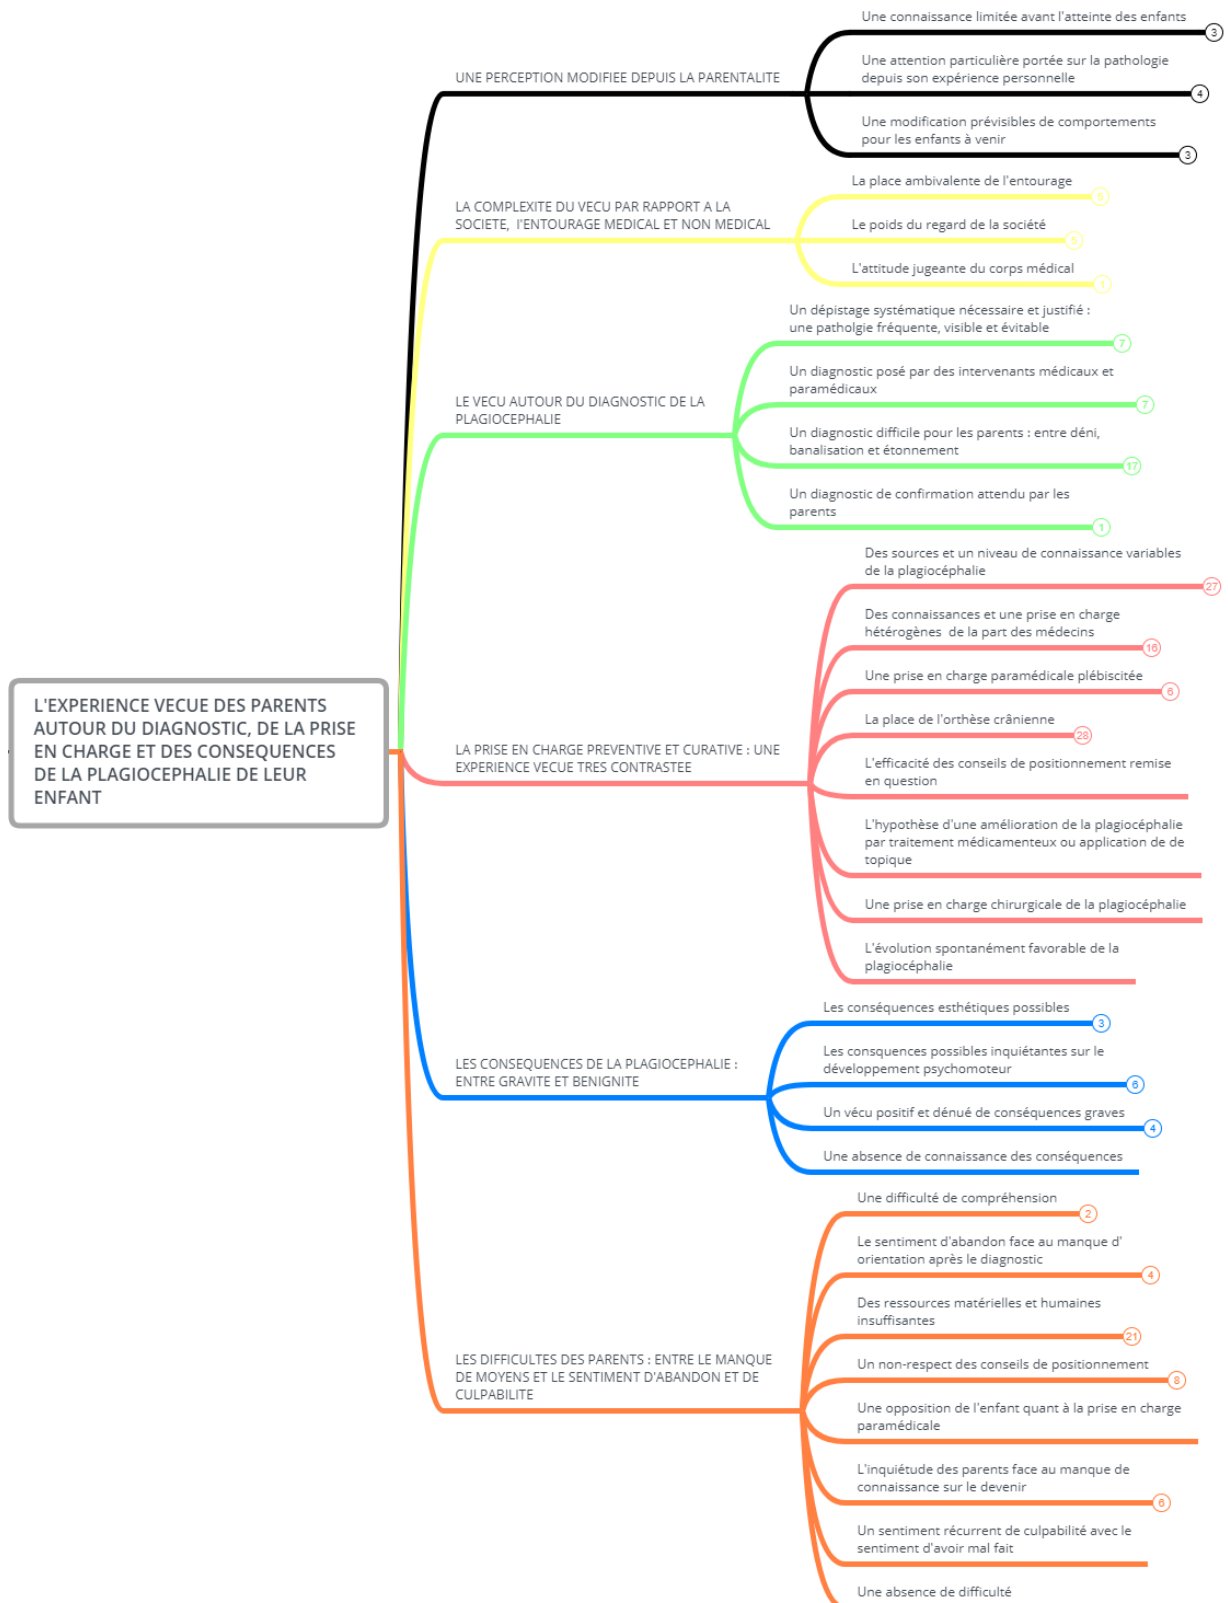 Une connaissance limitée avant l'atteinte des enfants
3
Une attention particulière portée sur la pathologie
depuis son expérience personnelle
4
UNE PERCEPTION MODIFIEE DEPUIS LA PARENTALITE
Une modification prévisibles de comportements
pour les enfants à venir
3
La place ambivalente de l'entourage
6
LA COMPLEXITE DU VECU PAR RAPPORT A LA
SOCIETE, l'ENTOURAGE MEDICAL ET NON MEDICAL
Le poids du regard de la société
5
L'attitude jugeante du corps médical
1
Un dépistage systématique nécessaire et justifié :
une patholgie fréquente, visible et évitable
7
Un diagnostic posé par des intervenants médicaux et
paramédicaux
7
LE VECU AUTOUR DU DIAGNOSTIC DE LA
PLAGIOCEPHALIE
Un diagnostic difficile pour les parents : entre déni,
banalisation et étonnement
17
Un diagnostic de confirmation attendu par les
parents
1
Des sources et un niveau de connaissance variables
de la plagiocéphalie
27
Des connaissances et une prise en charge
hétérogènes de la part des médecins
16
Une prise en charge paramédicale plébiscitée
6
La place de l'orthèse crânienne
28
L'EXPERIENCE VECUE DES PARENTS
AUTOUR DU DIAGNOSTIC, DE LA PRISE
EN CHARGE ET DES CONSEQUENCES
DE LA PLAGIOCEPHALIE DE LEUR
ENFANT
LA PRISE EN CHARGE PREVENTIVE ET CURATIVE : UNE
EXPERIENCE VECUE TRES CONTRASTEE
L'efficacité des conseils de positionnement remise
en question
L'hypothèse d'une amélioration de la plagiocéphalie
par traitement médicamenteux ou application de de
topique
Une prise en charge chirurgicale de la plagiocéphalie
L'évolution spontanément favorable de la
plagiocéphalie
Les conséquences esthétiques possibles
3
LES CONSEQUENCES DE LA PLAGIOCEPHALIE :
ENTRE GRAVITE ET BENIGNITE
Les consquences possibles inquiétantes sur le
développement psychomoteur
6
Un vécu positif et dénué de conséquences graves
4
Une absence de connaissance des conséquences
Une difficulté de compréhension
2
Le sentiment d'abandon face au manque d'
orientation après le diagnostic
4
Des ressources matérielles et humaines
insuffisantes
21
LES DIFFICULTES DES PARENTS : ENTRE LE MANQUE
DE MOYENS ET LE SENTIMENT D'ABANDON ET DE
CULPABILITE
Un non-respect des conseils de positionnement
8
Une opposition de l'enfant quant à la prise en charge
paramédicale
L'inquiétude des parents face au manque de
connaissance sur le devenir
6
Un sentiment récurrent de culpabilité avec le
sentiment d'avoir mal fait
Une absence de difficulté